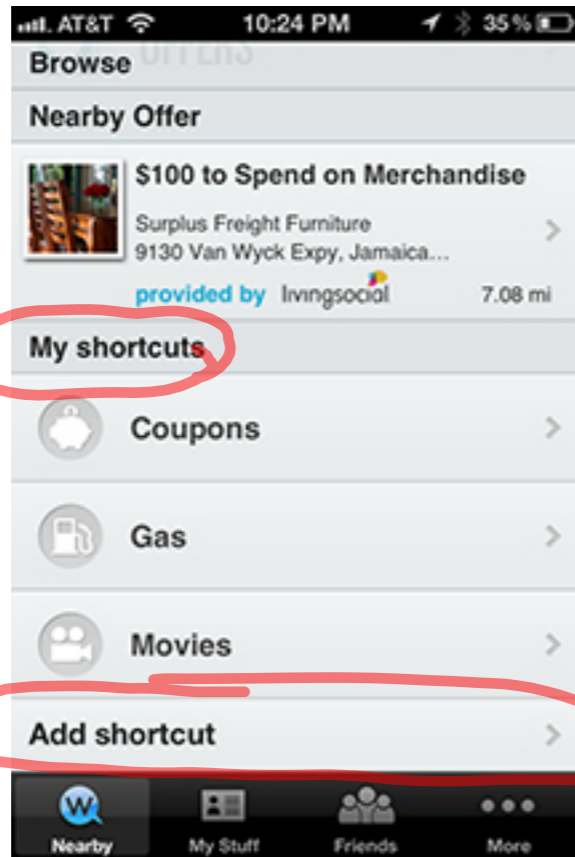 AT&T 10:24 PM 35%
OFFERS
Browse
Nearby Offer
$100 to Spend on Merchandise
Surplus Freight Furniture
9130 Van Wyck Expy, Jamaica...
provided by livingsocial 7.08 mi
My shortcuts
Coupons
Gas
Movies
Add shortcut
W
Nearby My Stuff Friends More